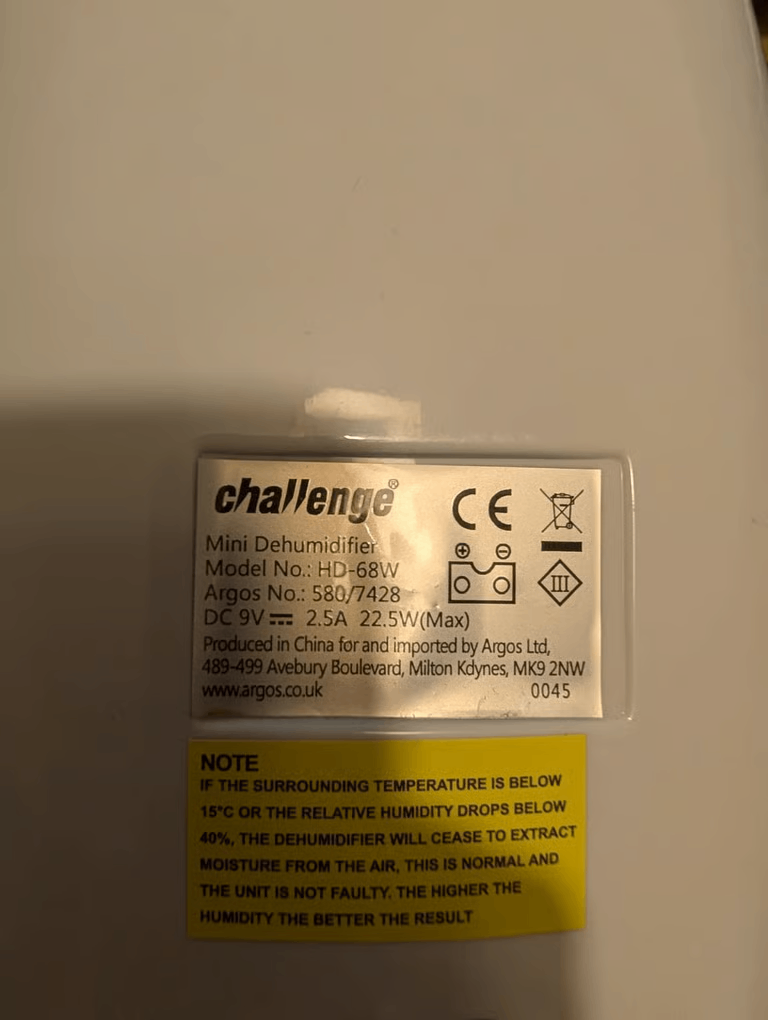 challenge®
CE
Mini Dehumidifier
Model No.: HD-68W
Argos No.: 580/7428
DC 9V⎓ 2.5A 22.5W(Max)
+ −
III
Produced in China for and imported by Argos Ltd,
489-499 Avebury Boulevard, Milton Kdynes, MK9 2NW
www.argos.co.uk 0045
NOTE
IF THE SURROUNDING TEMPERATURE IS BELOW
15°C OR THE RELATIVE HUMIDITY DROPS BELOW
40%, THE DEHUMIDIFIER WILL CEASE TO EXTRACT
MOISTURE FROM THE AIR, THIS IS NORMAL AND
THE UNIT IS NOT FAULTY. THE HIGHER THE
HUMIDITY THE BETTER THE RESULT